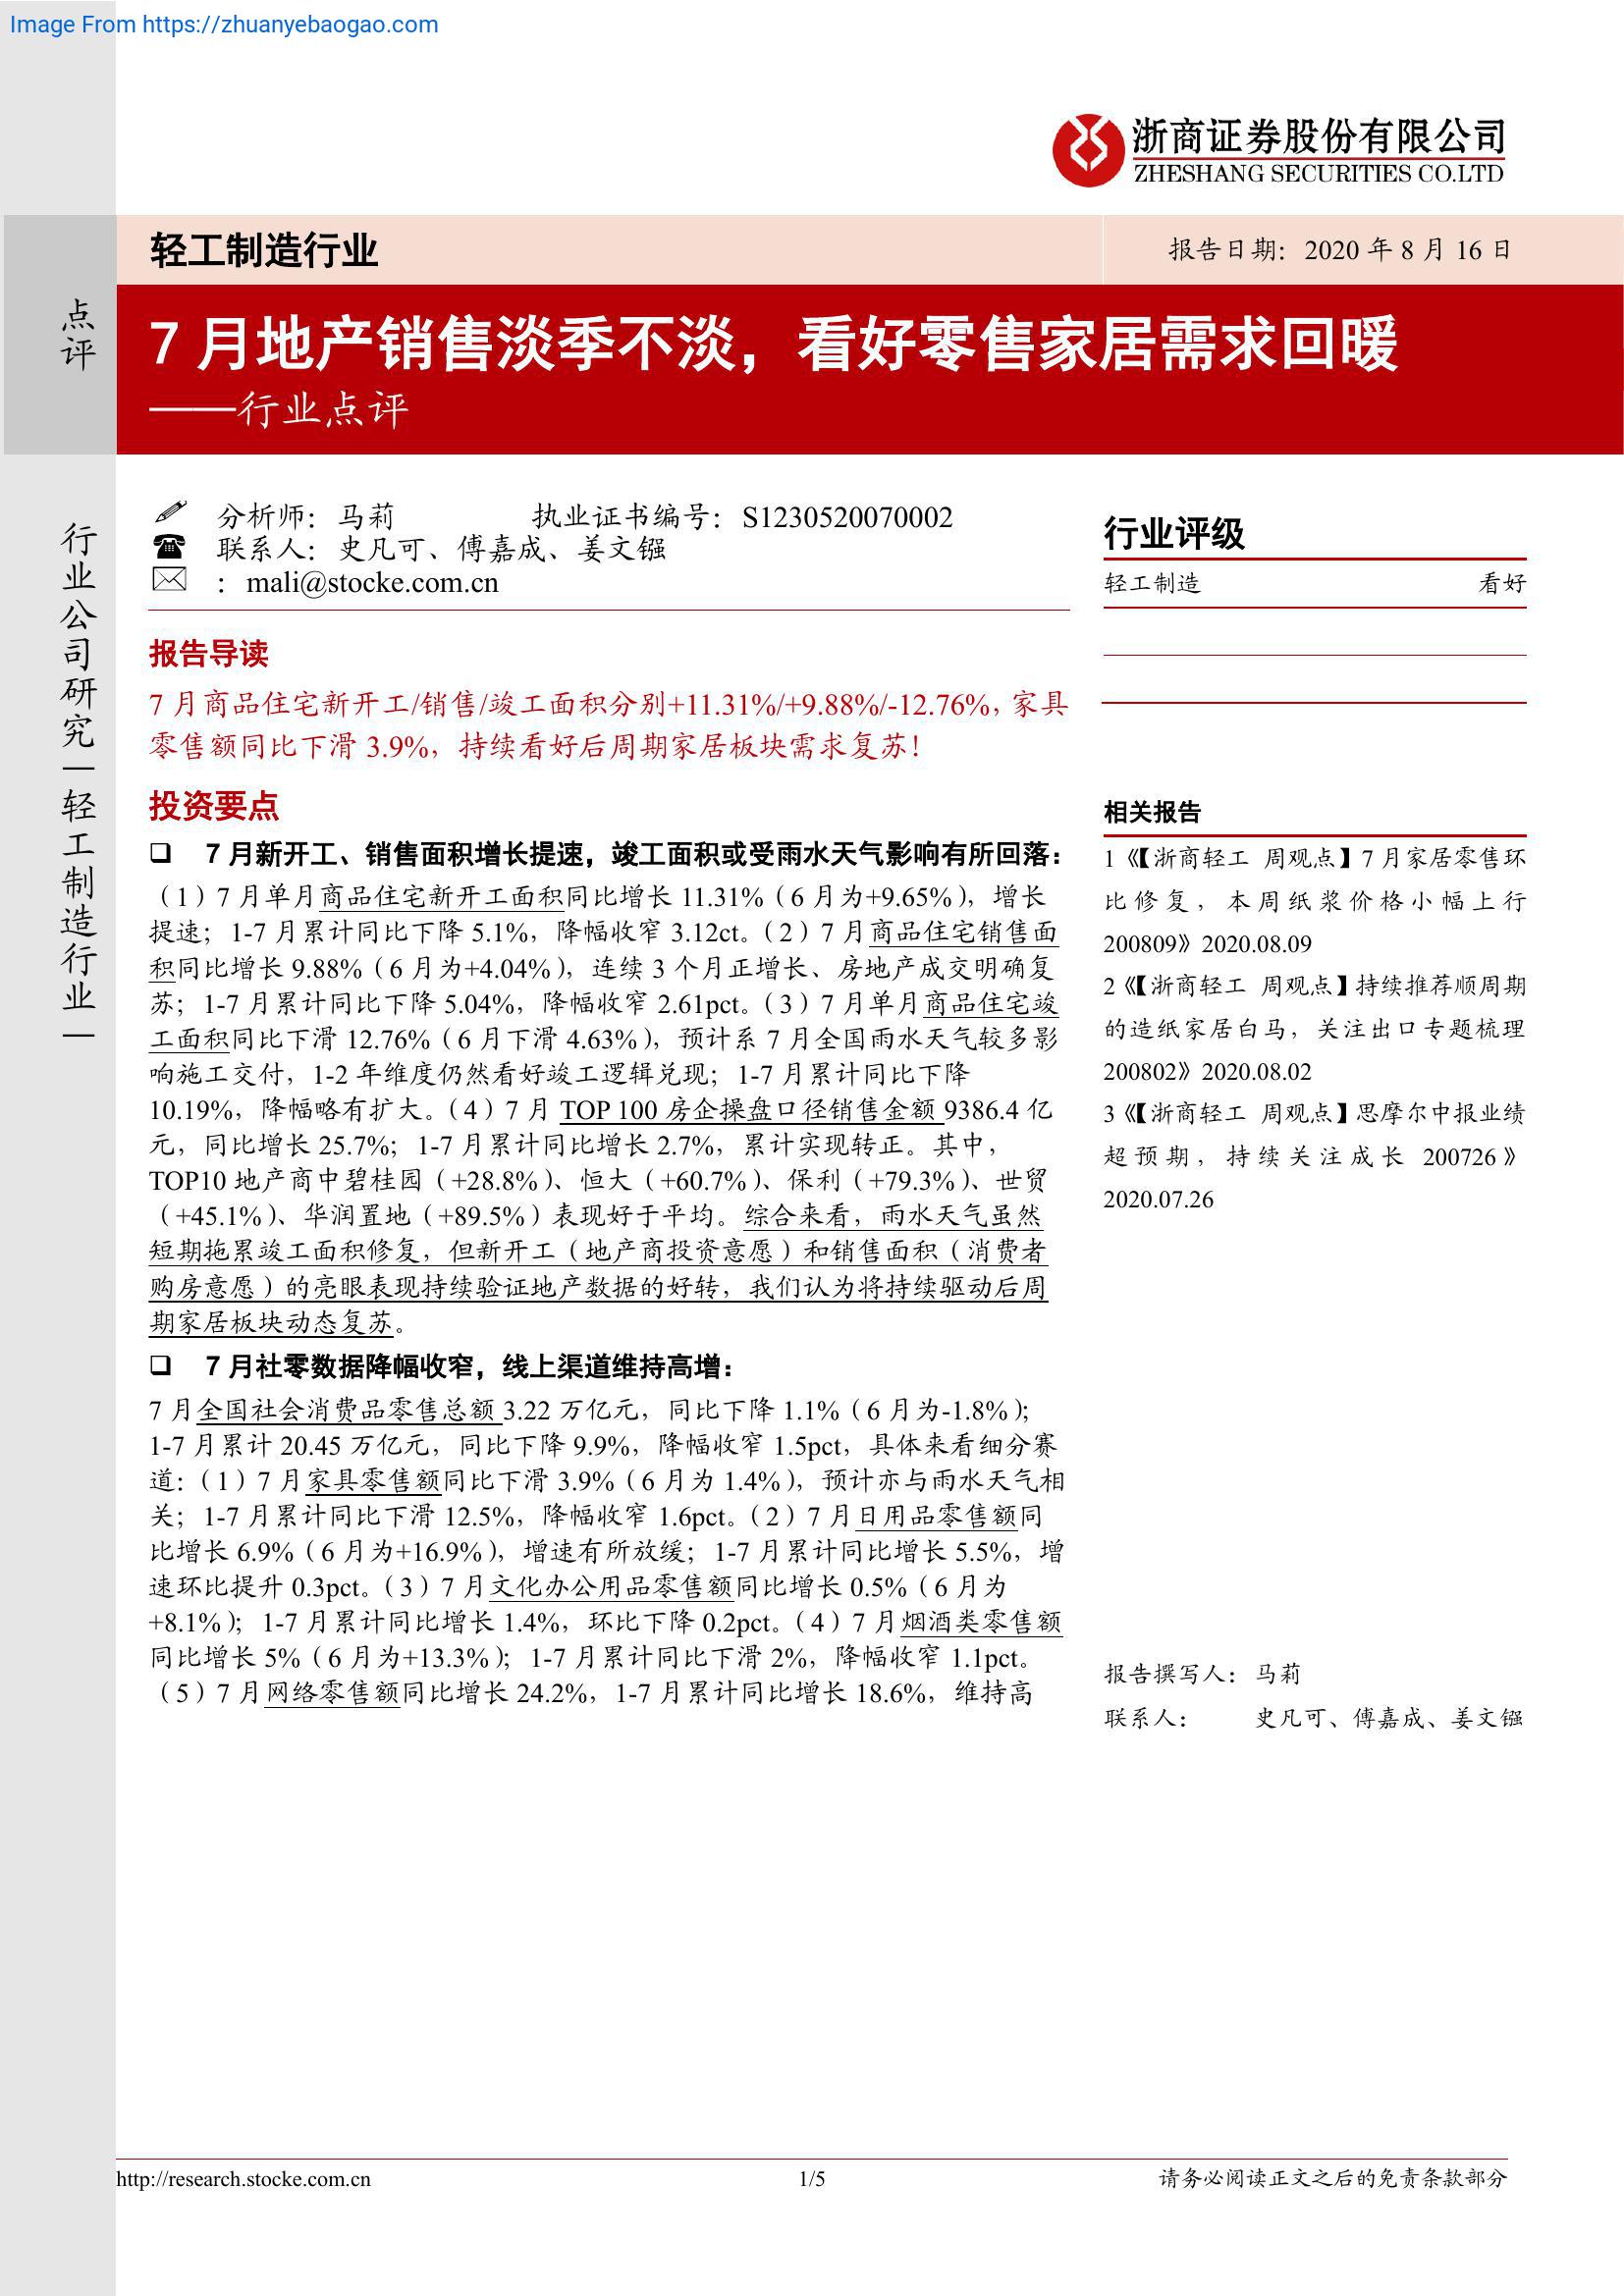 Image From https://zhuanyebaogao.com
浙商证券股份有限公司
ZHESHANG SECURITIES CO.LTD
轻工制造行业
报告日期：2020 年 8 月 16 日
点评
7 月地产销售淡季不淡，看好零售家居需求回暖
——行业点评
行业公司研究｜轻工制造行业｜
分析师：马莉 执业证书编号：S1230520070002
联系人：史凡可、傅嘉成、姜文镪
：mali@stocke.com.cn
报告导读
7 月商品住宅新开工/销售/竣工面积分别+11.31%/+9.88%/-12.76%，家具
零售额同比下滑 3.9%，持续看好后周期家居板块需求复苏！
投资要点
❑ 7 月新开工、销售面积增长提速，竣工面积或受雨水天气影响有所回落：
（1）7 月单月商品住宅新开工面积同比增长 11.31%（6 月为+9.65%），增长
提速；1-7 月累计同比下降 5.1%，降幅收窄 3.12ct。（2）7 月商品住宅销售面
积同比增长 9.88%（6 月为+4.04%），连续 3 个月正增长、房地产成交明确复
苏；1-7 月累计同比下降 5.04%，降幅收窄 2.61pct。（3）7 月单月商品住宅竣
工面积同比下滑 12.76%（6 月下滑 4.63%），预计系 7 月全国雨水天气较多影
响施工交付，1-2 年维度仍然看好竣工逻辑兑现；1-7 月累计同比下降
10.19%，降幅略有扩大。（4）7 月 TOP 100 房企操盘口径销售金额 9386.4 亿
元，同比增长 25.7%；1-7 月累计同比增长 2.7%，累计实现转正。其中，
TOP10 地产商中碧桂园（+28.8%）、恒大（+60.7%）、保利（+79.3%）、世贸
（+45.1%）、华润置地（+89.5%）表现好于平均。综合来看，雨水天气虽然
短期拖累竣工面积修复，但新开工（地产商投资意愿）和销售面积（消费者
购房意愿）的亮眼表现持续验证地产数据的好转，我们认为将持续驱动后周
期家居板块动态复苏。
❑ 7 月社零数据降幅收窄，线上渠道维持高增：
7 月全国社会消费品零售总额 3.22 万亿元，同比下降 1.1%（6 月为-1.8%）；
1-7 月累计 20.45 万亿元，同比下降 9.9%，降幅收窄 1.5pct，具体来看细分赛
道：（1）7 月家具零售额同比下滑 3.9%（6 月为 1.4%），预计亦与雨水天气相
关；1-7 月累计同比下滑 12.5%，降幅收窄 1.6pct。（2）7 月日用品零售额同
比增长 6.9%（6 月为+16.9%），增速有所放缓；1-7 月累计同比增长 5.5%，增
速环比提升 0.3pct。（3）7 月文化办公用品零售额同比增长 0.5%（6 月为
+8.1%）；1-7 月累计同比增长 1.4%，环比下降 0.2pct。（4）7 月烟酒类零售额
同比增长 5%（6 月为+13.3%）；1-7 月累计同比下滑 2%，降幅收窄 1.1pct。
（5）7 月网络零售额同比增长 24.2%，1-7 月累计同比增长 18.6%，维持高
行业评级
轻工制造 看好
相关报告
1《【浙商轻工 周观点】7 月家居零售环
比修复，本周纸浆价格小幅上行
200809》2020.08.09
2《【浙商轻工 周观点】持续推荐顺周期
的造纸家居白马，关注出口专题梳理
200802》2020.08.02
3《【浙商轻工 周观点】思摩尔中报业绩
超预期，持续关注成长 200726》
2020.07.26
报告撰写人：马莉
联系人： 史凡可、傅嘉成、姜文镪
http://research.stocke.com.cn
1/5
请务必阅读正文之后的免责条款部分